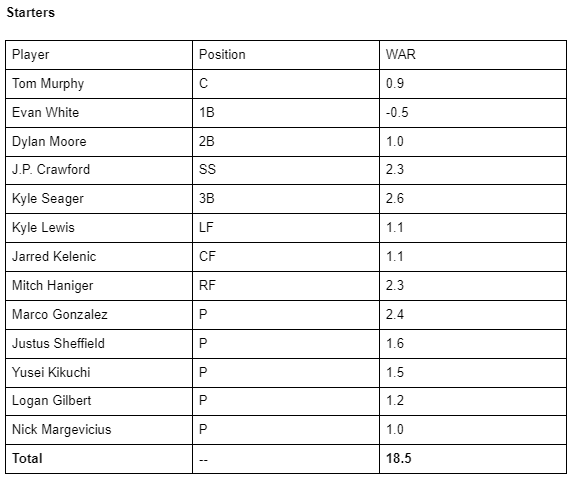 Starters
Player Position WAR
Tom Murphy C 0.9
Evan White 1B -0.5
Dylan Moore 2B 1.0
J.P. Crawford SS 2.3
Kyle Seager 3B 2.6
Kyle Lewis LF 1.1
Jarred Kelenic CF 1.1
Mitch Haniger RF 2.3
Marco Gonzalez P 2.4
Justus Sheffield P 1.6
Yusei Kikuchi P 1.5
Logan Gilbert P 1.2
Nick Margevicius P 1.0
Total -- 18.5